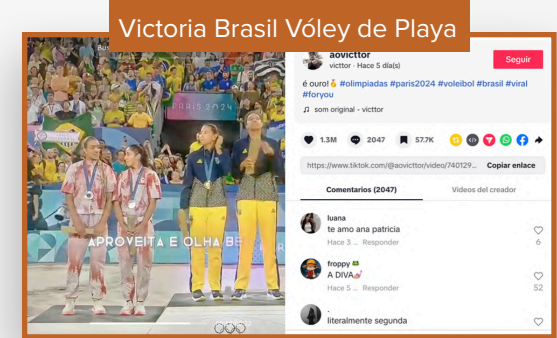 Victoria Brasil Vóley de Playa
Bus
PARIS 2024
APROVEITA E OLHA BE
aovicttor
victtor · Hace 5 día(s)
Seguir
é ouro!🥇 #olimpiadas #paris2024 #voleibol #brasil #viral
#foryou
♫ som original - victtor
1.3M
2047
57.7K
https://www.tiktok.com/@aovicttor/video/740129...
Copiar enlace
Comentarios (2047)
Videos del creador
luana
te amo ana patricia
Hace 3 ... Responder
6
froppy 🐸
A DIVA💅
Hace 5 ... Responder
52
.
literalmente segunda